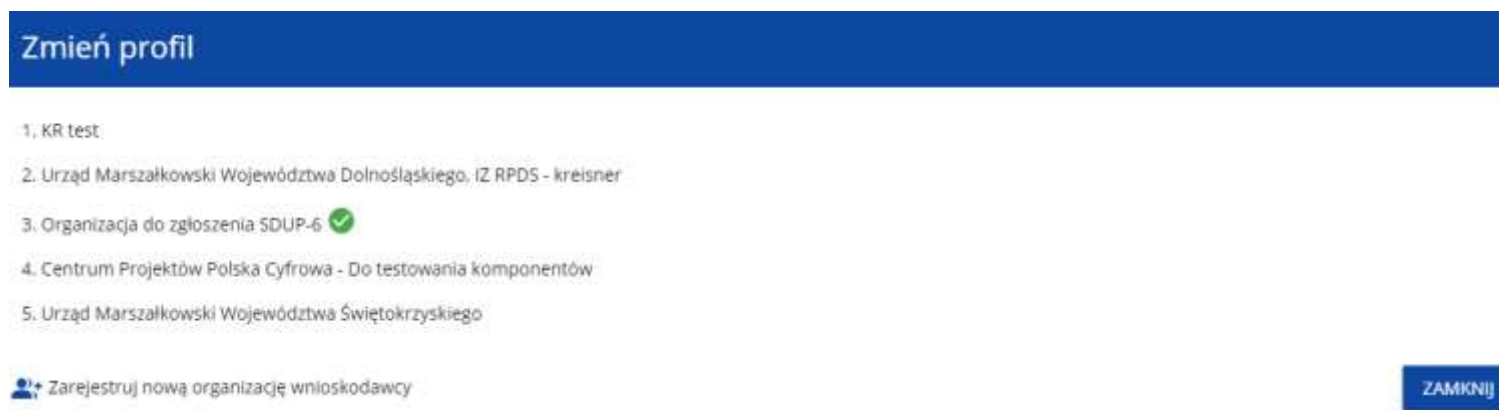 Zmień profil
1. KR test
2. Urząd Marszałkowski Województwa Dolnośląskiego, IZ RPDS - kreisner
3. Organizacja do zgłoszenia SDUP-6
4. Centrum Projektów Polska Cyfrowa - Do testowania komponentów
5. Urząd Marszałkowski Województwa Świętokrzyskiego
Zarejestruj nową organizację wnioskodawcy
ZAMKNIJ